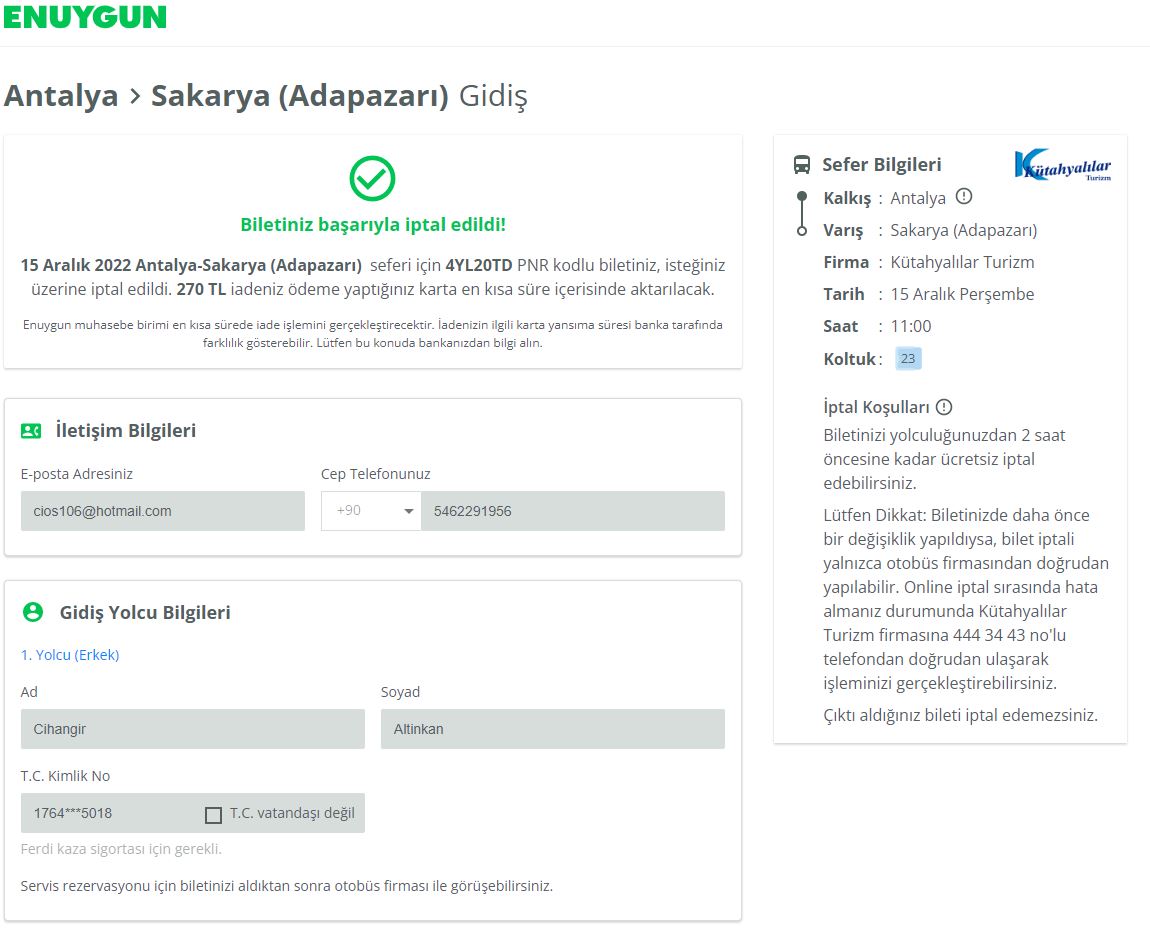 ENUYGUN
Antalya > Sakarya (Adapazarı) Gidiş
Biletiniz başarıyla iptal edildi!
15 Aralık 2022 Antalya-Sakarya (Adapazarı) seferi için 4YL20TD PNR kodlu biletiniz, isteğiniz
üzerine iptal edildi. 270 TL iadeniz ödeme yaptığınız karta en kısa süre içerisinde aktarılacak.
Enuygun muhasebe birimi en kısa sürede iade işlemini gerçekleştirecektir. İadenizin ilgili karta yansıma süresi banka tarafında
farklılık gösterebilir. Lütfen bu konuda bankanızdan bilgi alın.
İletişim Bilgileri
E-posta Adresiniz
cios106@hotmail.com
Cep Telefonunuz
+90 5462291956
Gidiş Yolcu Bilgileri
1. Yolcu (Erkek)
Ad
Cihangir
Soyad
Altinkan
T.C. Kimlik No
1764***5018
T.C. vatandaşı değil
Ferdi kaza sigortası için gerekli.
Servis rezervasyonu için biletinizi aldıktan sonra otobüs firması ile görüşebilirsiniz.
Sefer Bilgileri
Kütahyalılar
Turizm
Kalkış : Antalya
Varış : Sakarya (Adapazarı)
Firma : Kütahyalılar Turizm
Tarih : 15 Aralık Perşembe
Saat : 11:00
Koltuk : 23
İptal Koşulları
Biletinizi yolculuğunuzdan 2 saat
öncesine kadar ücretsiz iptal
edebilirsiniz.
Lütfen Dikkat: Biletinizde daha önce
bir değişiklik yapıldıysa, bilet iptali
yalnızca otobüs firmasından doğrudan
yapılabilir. Online iptal sırasında hata
almanız durumunda Kütahyalılar
Turizm firmasına 444 34 43 no'lu
telefondan doğrudan ulaşarak
işleminizi gerçekleştirebilirsiniz.
Çıktı aldığınız bileti iptal edemezsiniz.